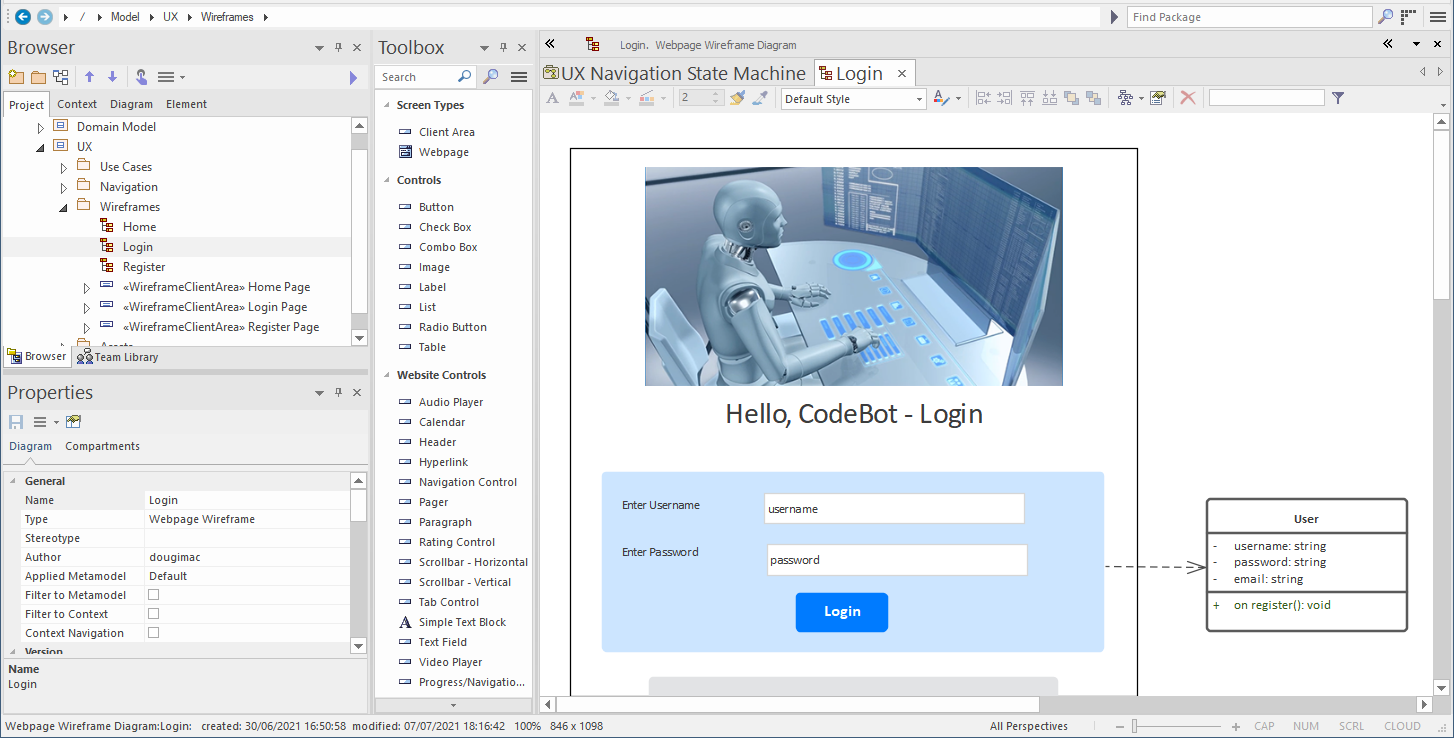 / Model UX Wireframes
Find Package
Browser
Project Context Diagram Element
Domain Model
UX
Use Cases
Navigation
Wireframes
Home
Login
Register
«WireframeClientArea» Home Page
«WireframeClientArea» Login Page
«WireframeClientArea» Register Page
Browser Team Library
Properties
Diagram Compartments
General
Name Login
Type Webpage Wireframe
Stereotype
Author dougimac
Applied Metamodel Default
Filter to Metamodel
Filter to Context
Context Navigation
Version
Name
Login
Toolbox
Search
Screen Types
Client Area
Webpage
Controls
Button
Check Box
Combo Box
Image
Label
List
Radio Button
Table
Website Controls
Audio Player
Calendar
Header
Hyperlink
Navigation Control
Pager
Paragraph
Rating Control
Scrollbar - Horizontal
Scrollbar - Vertical
Tab Control
A Simple Text Block
Text Field
Video Player
Progress/Navigatio...
Login. Webpage Wireframe Diagram
UX Navigation State Machine Login
A 2 Default Style A
Hello, CodeBot - Login
Enter Username username
Enter Password password
Login
User
- username: string
- password: string
- email: string
+ on register(): void
Webpage Wireframe Diagram:Login: created: 30/06/2021 16:50:58 modified: 07/07/2021 18:16:42 100% 846 x 1098
All Perspectives CAP NUM SCRL CLOUD